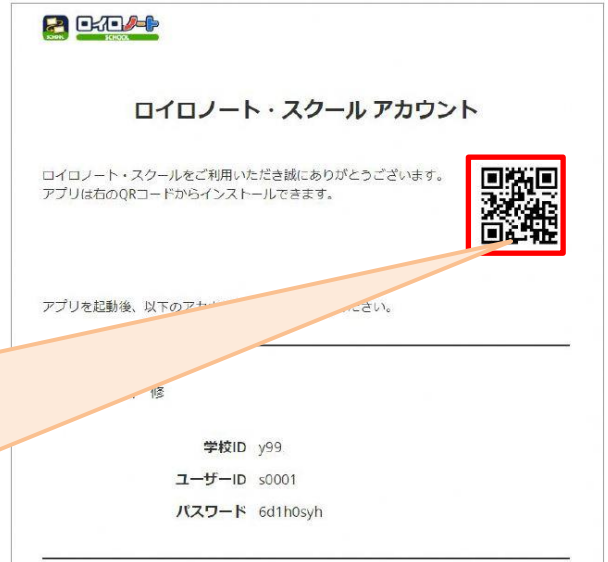 ロイロノート
SCHOOL
ロイロノート・スクール アカウント
ロイロノート・スクールをご利用いただき誠にありがとうございます。
アプリは右のQRコードからインストールできます。
アプリを起動後、以下のアカ ださい。
修
学校ID y99
ユーザーID s0001
パスワード 6d1h0syh